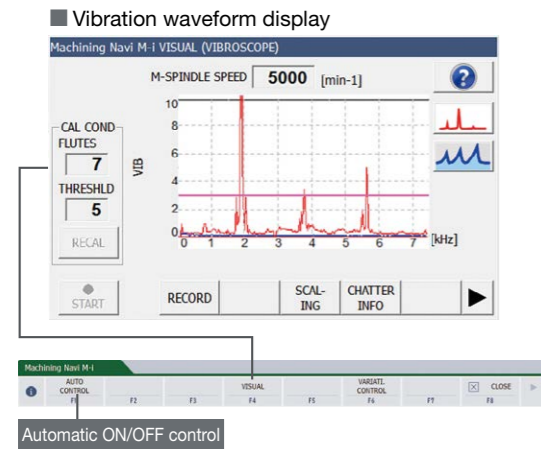 ■ Vibration waveform display
Machining Navi M-i VISUAL (VIBROSCOPE)
M-SPINDLE SPEED 5000 [min-1]
?
CAL COND
FLUTES
7
THRESHLD
5
RECAL
VIB
10
8
6
4
2
0
0 1 2 3 4 5 6 7 [kHz]
START
RECORD
SCAL-
ING
CHATTER
INFO
Machining Navi M-i
AUTO
CONTROL
VISUAL
VARIATI.
CONTROL
CLOSE
F1 F2 F3 F4 F5 F6 F7 F8
Automatic ON/OFF control